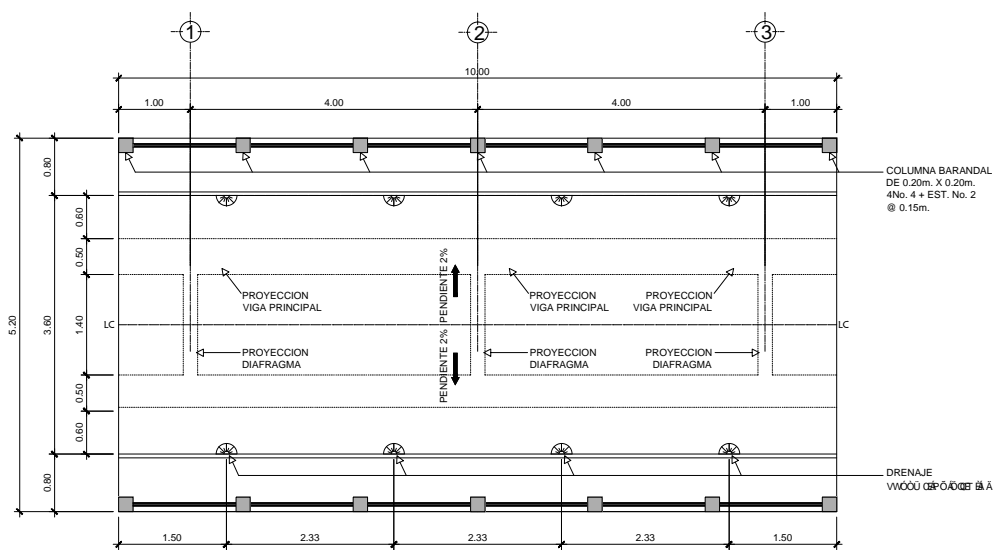 1 2 3
10.00
1.00 4.00 4.00 1.00
COLUMNA BARANDAL
DE 0.20m. X 0.20m.
4No. 4 + EST. No. 2
@ 0.15m.
0.80
0.60
0.50
5.20
3.60
1.40
0.50
0.60
0.80
PENDIENTE 2%
PENDIENTE 2%
PROYECCION
VIGA PRINCIPAL
PROYECCION
VIGA PRINCIPAL
PROYECCION
VIGA PRINCIPAL
LC LC
PROYECCION
DIAFRAGMA
PROYECCION
DIAFRAGMA
PROYECCION
DIAFRAGMA
DRENAJE
1.50 2.33 2.33 2.33 1.50